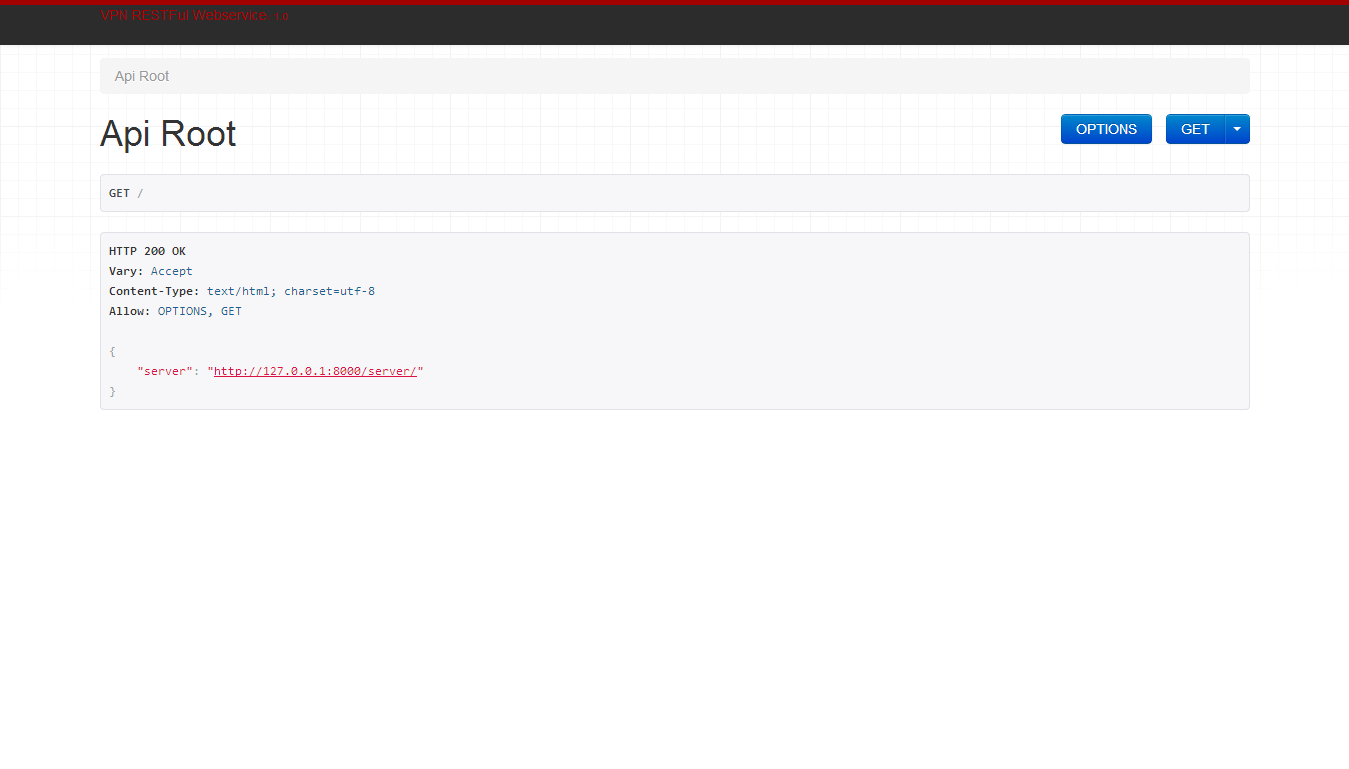 VPN RESTFul Webservice 1.0
Api Root
Api Root
OPTIONS GET
GET /
HTTP 200 OK
Vary: Accept
Content-Type: text/html; charset=utf-8
Allow: OPTIONS, GET
{
"server": "http://127.0.0.1:8000/server/"
}